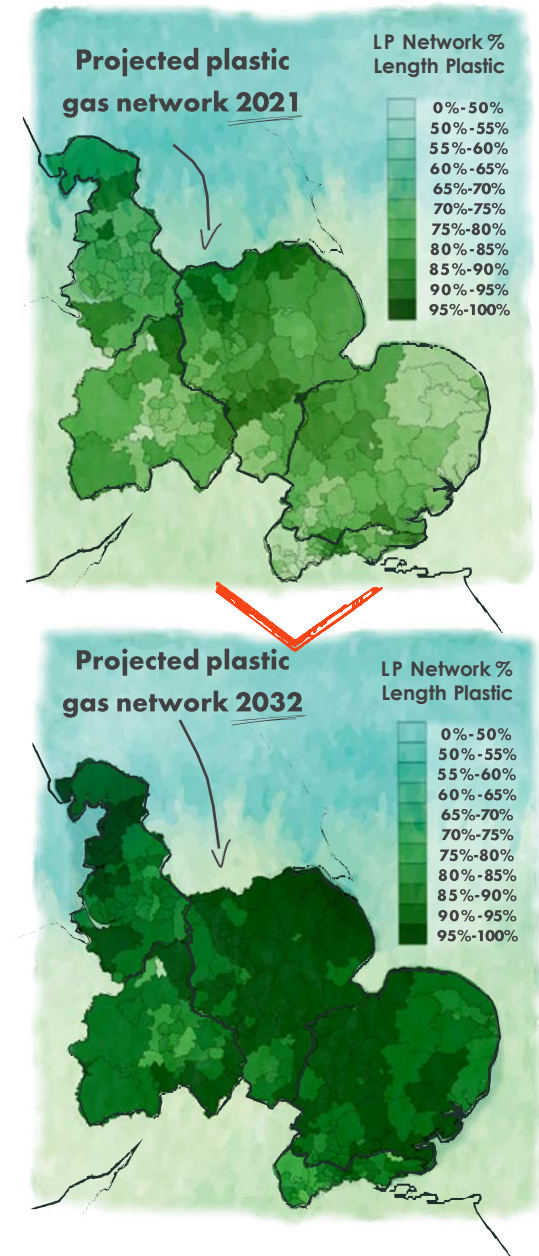 Projected plastic
gas network 2021
LP Network %
Length Plastic
0%-50%
50%-55%
55%-60%
60%-65%
65%-70%
70%-75%
75%-80%
80%-85%
85%-90%
90%-95%
95%-100%
Projected plastic
gas network 2032
LP Network %
Length Plastic
0%-50%
50%-55%
55%-60%
60%-65%
65%-70%
70%-75%
75%-80%
80%-85%
85%-90%
90%-95%
95%-100%